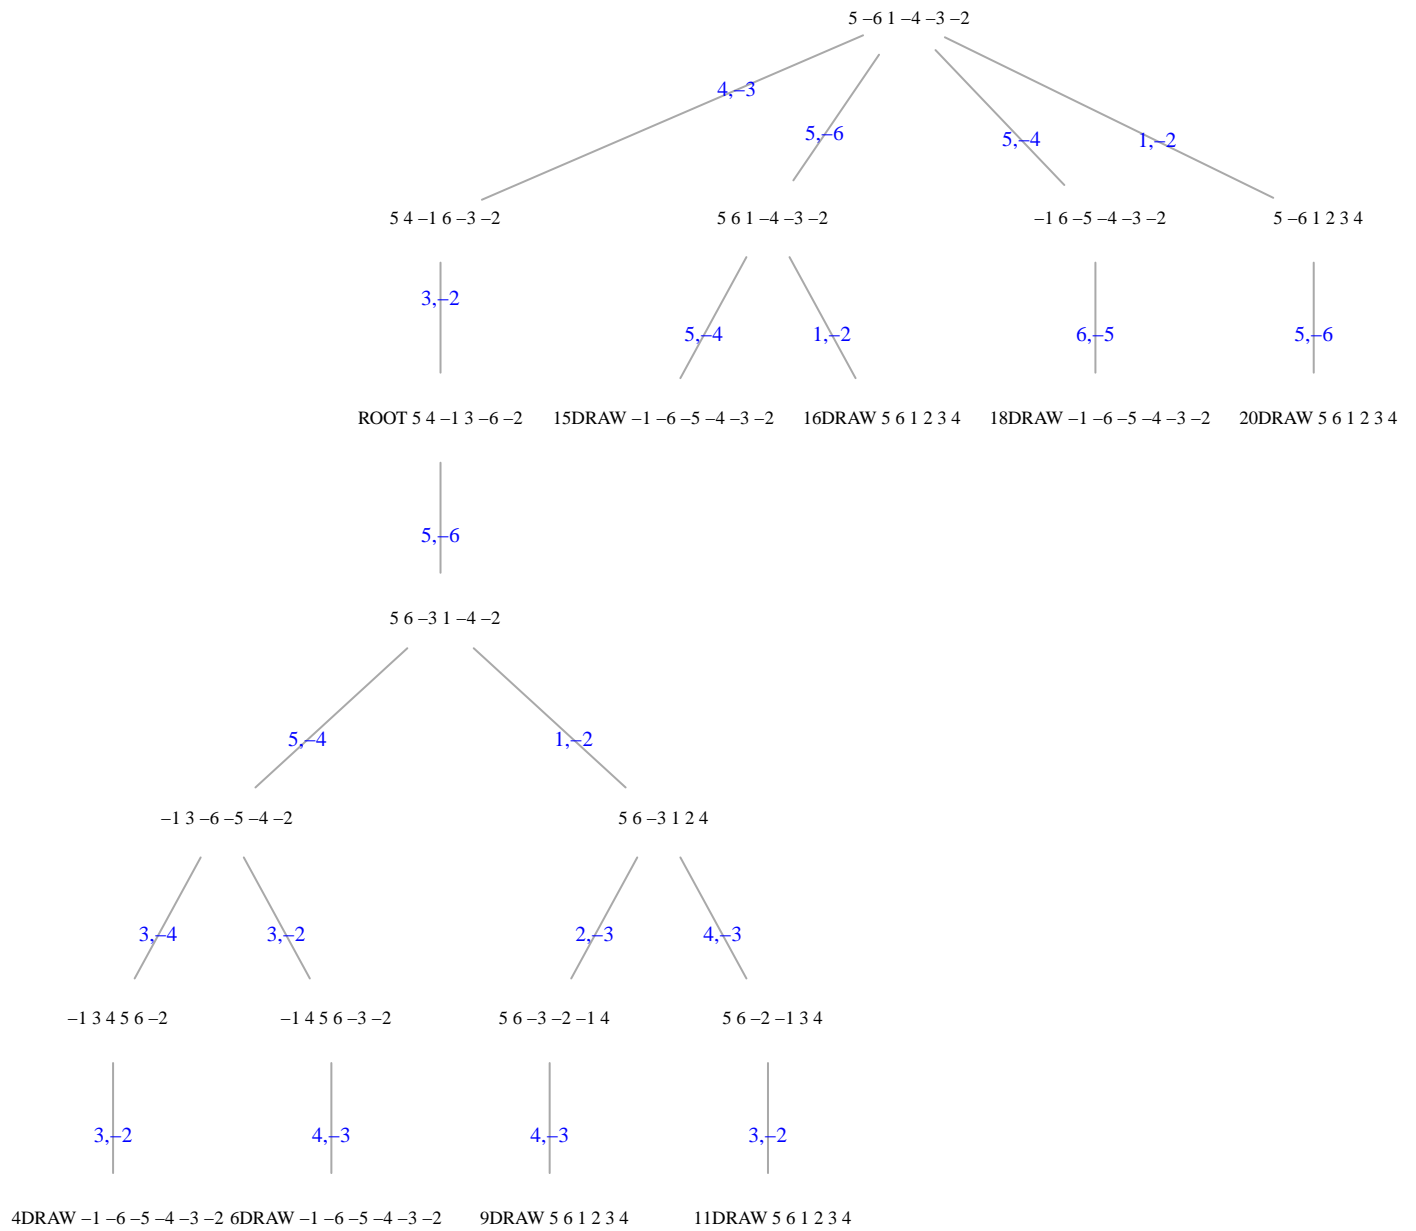 5 –6 1 –4 –3 –2
4,–3
5,–6
5,–4
1,–2
5 4 –1 6 –3 –2
5 6 1 –4 –3 –2
–1 6 –5 –4 –3 –2
5 –6 1 2 3 4
3,–2
5,–4
1,–2
6,–5
5,–6
ROOT 5 4 –1 3 –6 –2
15DRAW –1 –6 –5 –4 –3 –2
16DRAW 5 6 1 2 3 4
18DRAW –1 –6 –5 –4 –3 –2
20DRAW 5 6 1 2 3 4
5,–6
5 6 –3 1 –4 –2
5,–4
1,–2
–1 3 –6 –5 –4 –2
5 6 –3 1 2 4
3,–4
3,–2
2,–3
4,–3
–1 3 4 5 6 –2
–1 4 5 6 –3 –2
5 6 –3 –2 –1 4
5 6 –2 –1 3 4
3,–2
4,–3
4,–3
3,–2
4DRAW –1 –6 –5 –4 –3 –2
6DRAW –1 –6 –5 –4 –3 –2
9DRAW 5 6 1 2 3 4
11DRAW 5 6 1 2 3 4